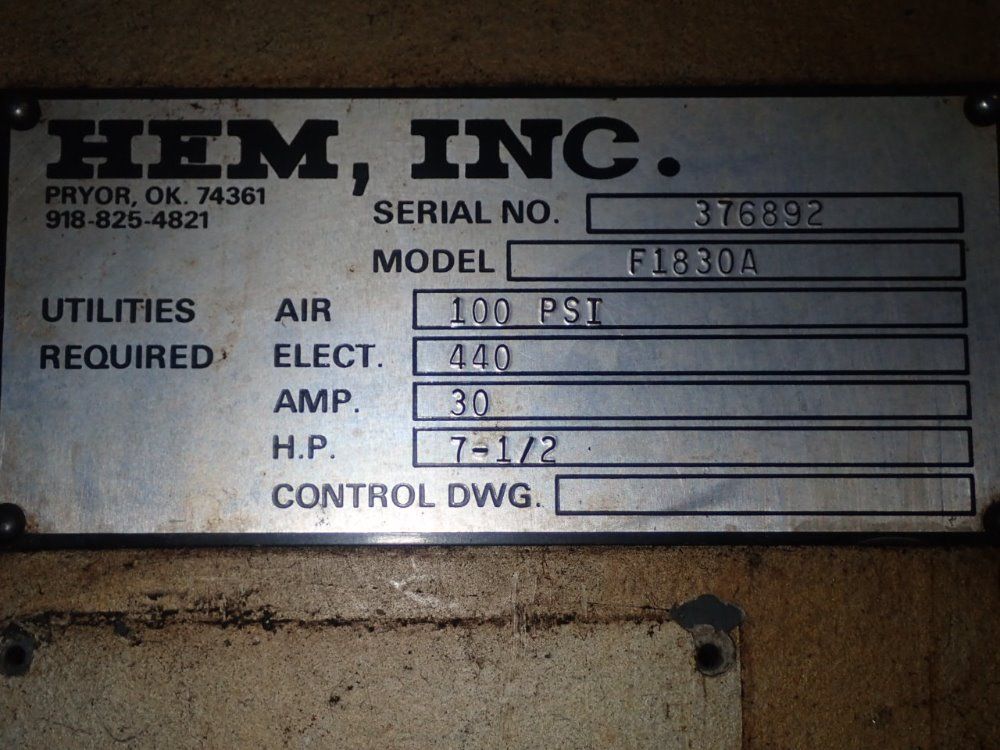 HEM, INC.
PRYOR, OK. 74361
918-825-4821
SERIAL NO. 376892
MODEL F1830A
UTILITIES AIR 100 PSI
REQUIRED ELECT. 440
AMP. 30
H.P. 7-1/2
CONTROL DWG.